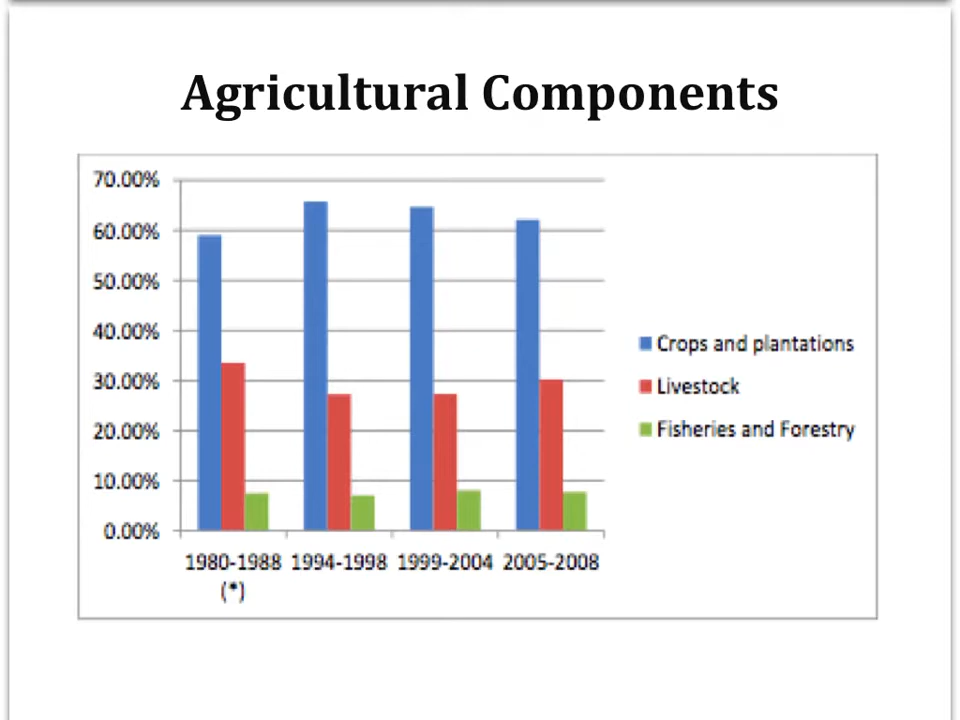 Agricultural Components
70.00%
60.00%
50.00%
40.00%
30.00%
20.00%
10.00%
0.00%
1980-1988 1994-1998 1999-2004 2005-2008
(*)
Crops and plantations
Livestock
Fisheries and Forestry